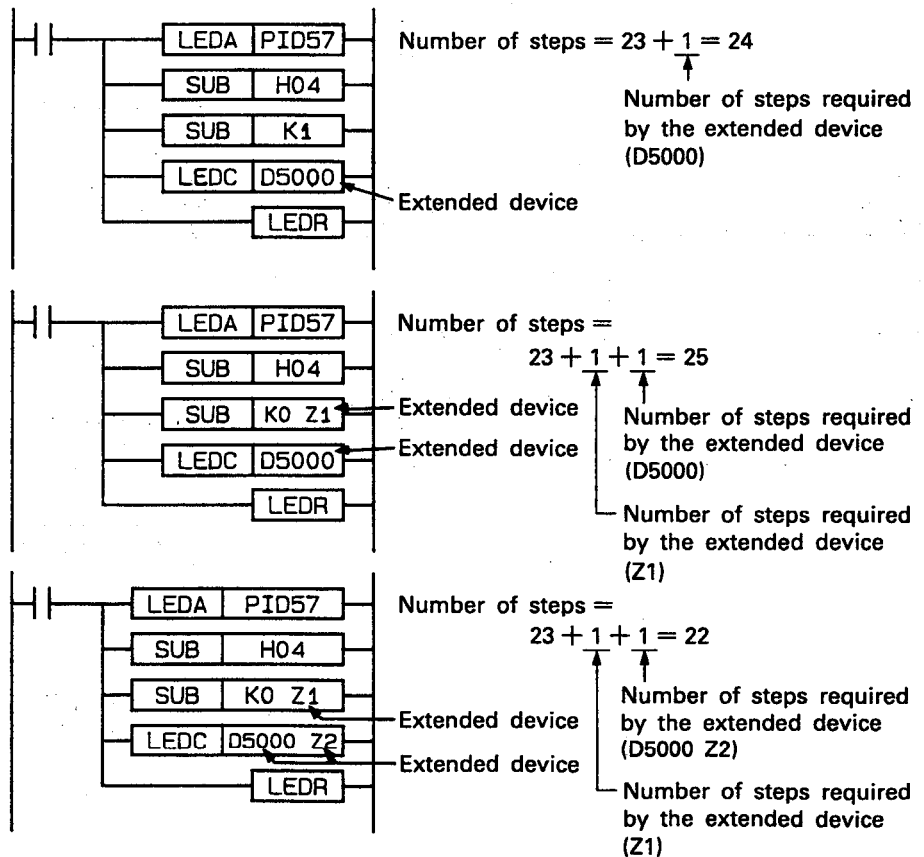 LEDA PID57
Number of steps = 23 + 1 = 24
SUB H04
Number of steps required
by the extended device
(D5000)
SUB K1
LEDC D5000
Extended device
LEDR
LEDA PID57
Number of steps =
23 + 1 + 1 = 25
SUB H04
SUB K0 Z1
Extended device
Number of steps required
by the extended device
(D5000)
LEDC D5000
Extended device
LEDR
Number of steps required
by the extended device
(Z1)
LEDA PID57
Number of steps =
23 + 1 + 1 = 22
SUB H04
SUB K0 Z1
Extended device
Number of steps required
by the extended device
(D5000 Z2)
LEDC D5000 Z2
Extended device
LEDR
Number of steps required
by the extended device
(Z1)